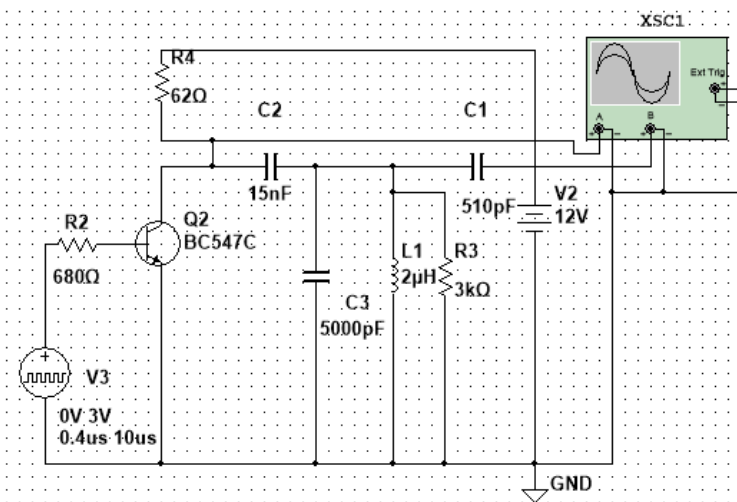 XSC1
Ext Trig
+
-
A
B
+ - + -
R4
62Ω
C2
15nF
C1
510pF
V2
12V
R2
680Ω
Q2
BC547C
L1
2µH
R3
3kΩ
C3
5000pF
+
V3
0V 3V
0.4us 10us
GND